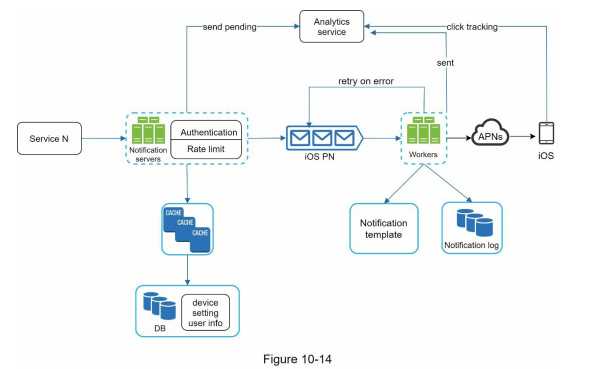 Analytics
service
send pending
click tracking
sent
retry on error
Service N
Notification
servers
Authentication
Rate limit
iOS PN
Workers
APNs
iOS
CACHE
CACHE
CACHE
Notification
template
Notification log
DB
device
setting
user info
Figure 10-14